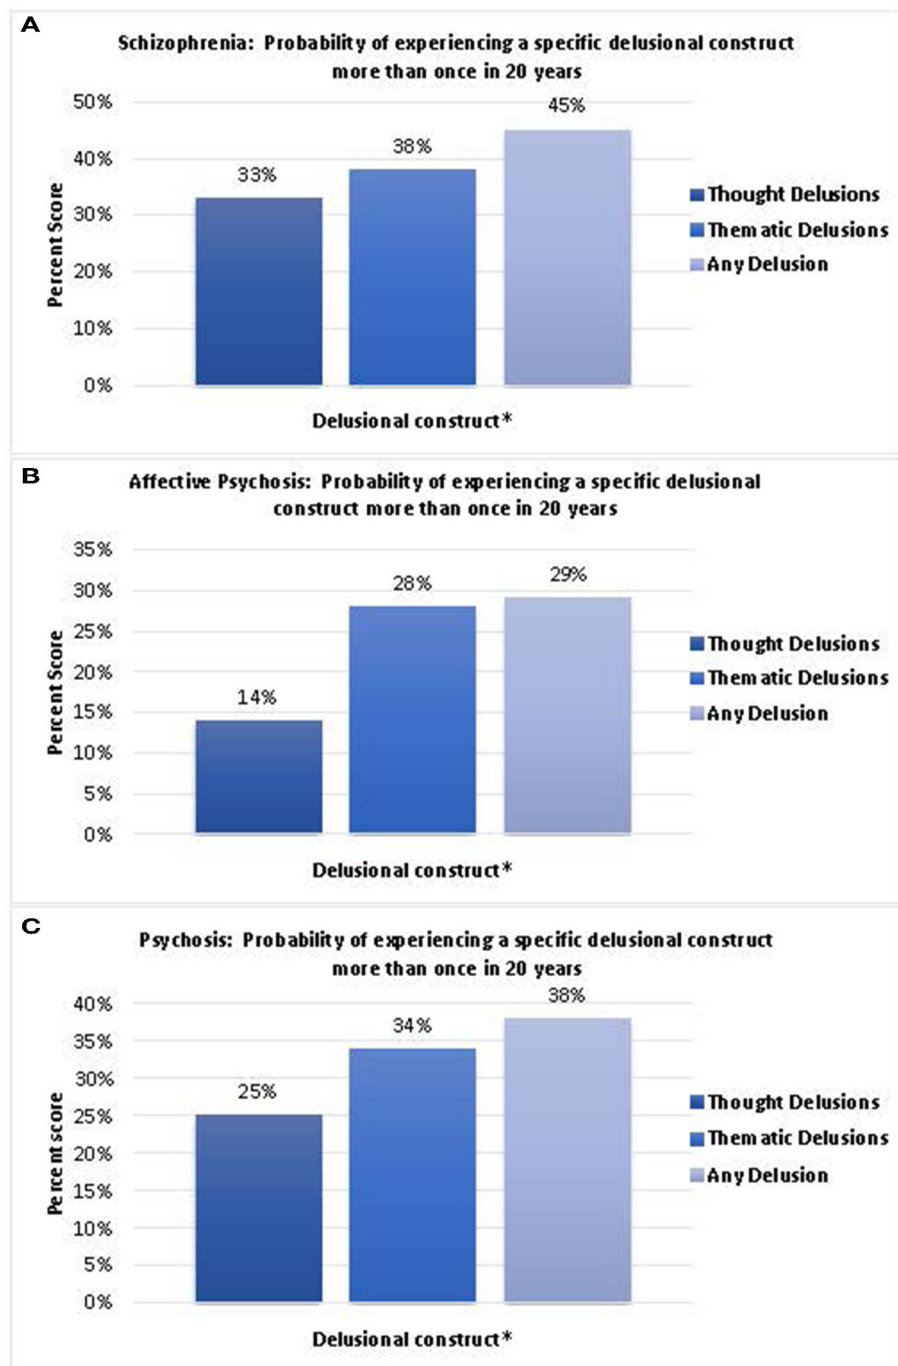 A
Schizophrenia: Probability of experiencing a specific delusional construct
more than once in 20 years
50%
40%
30%
20%
10%
0%
Percent Score
33%
38%
45%
Thought Delusions
Thematic Delusions
Any Delusion
Delusional construct*
B
Affective Psychosis: Probability of experiencing a specific delusional
construct more than once in 20 years
35%
30%
25%
20%
15%
10%
5%
0%
Percent Score
14%
28%
29%
Thought Delusions
Thematic Delusions
Any Delusion
Delusional construct*
C
Psychosis: Probability of experiencing a specific delusional construct
more than once in 20 years
40%
35%
30%
25%
20%
15%
10%
5%
0%
Percent score
25%
34%
38%
Thought Delusions
Thematic Delusions
Any Delusion
Delusional construct*